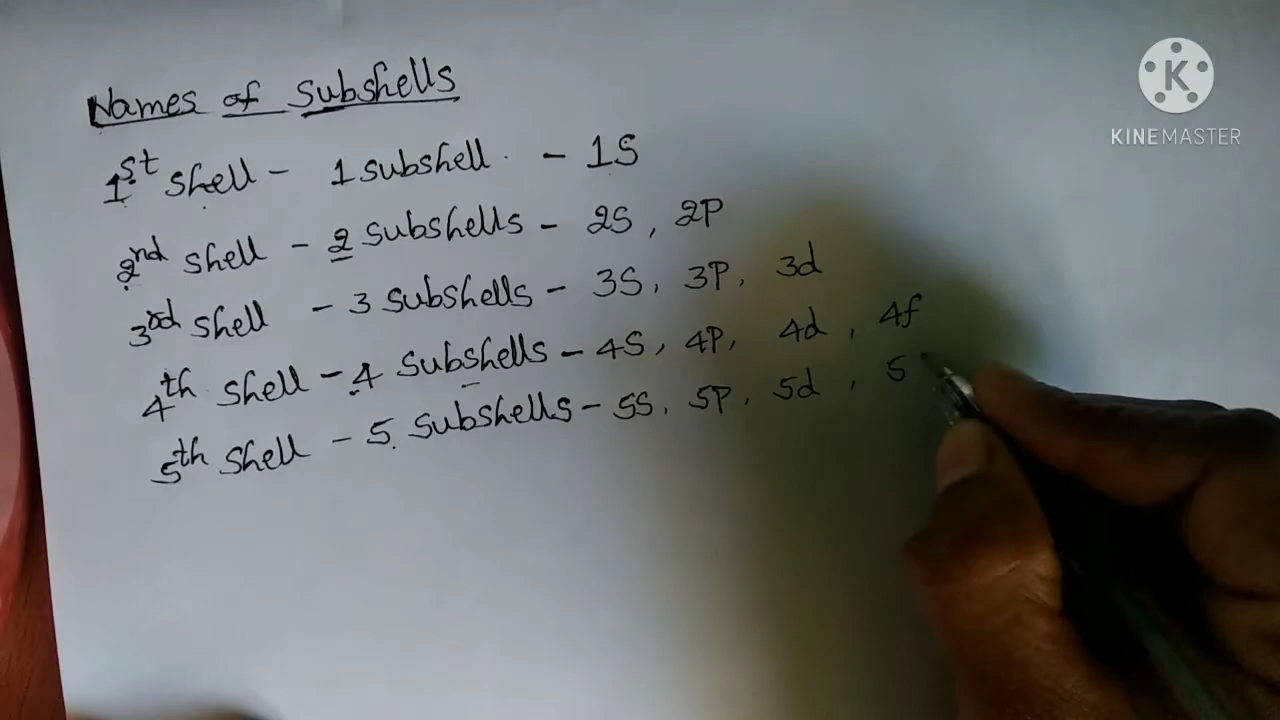 Names of Subshells
1st shell - 1 subshell - 1S
2nd shell - 2 subshells - 2S, 2P
3rd shell - 3 subshells - 3S, 3P, 3d
4th shell - 4 subshells - 4S, 4P, 4d, 4f
5th shell - 5 subshells - 5S, 5P, 5d, 5
K
KINEMASTER